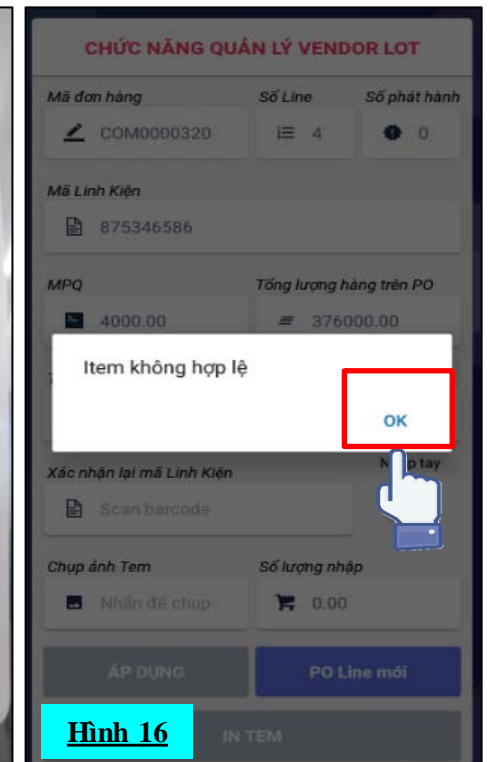 CHỨC NĂNG QUẢN LÝ VENDOR LOT
Mã đơn hàng Số Line Số phát hành
COM0000320 4 0
Mã Linh Kiện
875346586
MPQ Tổng lượng hàng trên PO
4000.00 376000.00
Item không hợp lệ
OK
Xác nhận lại mã Linh Kiện
Scan barcode
Chụp ảnh Tem Số lượng nhập
Nhấn để chụp 0.00
ÁP DỤNG PO Line mới
IN TEM
Hình 16